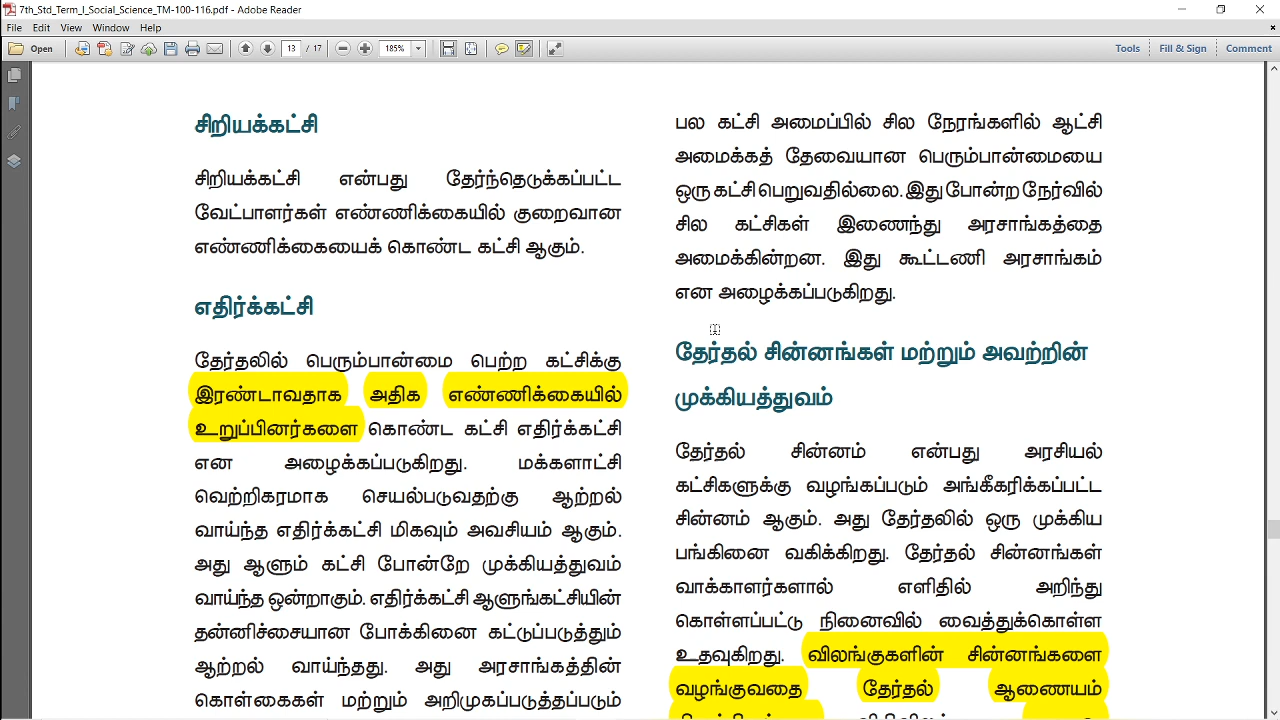 7th_Std_Term_I_Social_Science_TM-100-116.pdf - Adobe Reader
File Edit View Window Help
Open 13 / 17 185% Tools Fill & Sign Comment
சிறியக்கட்சி
சிறியக்கட்சி என்பது தேர்ந்தெடுக்கப்பட்ட
வேட்பாளர்கள் எண்ணிக்கையில் குறைவான
எண்ணிக்கையைக் கொண்ட கட்சி ஆகும்.
எதிர்க்கட்சி
தேர்தலில் பெரும்பான்மை பெற்ற கட்சிக்கு
இரண்டாவதாக அதிக எண்ணிக்கையில்
உறுப்பினர்களை கொண்ட கட்சி எதிர்க்கட்சி
என அழைக்கப்படுகிறது. மக்களாட்சி
வெற்றிகரமாக செயல்படுவதற்கு ஆற்றல்
வாய்ந்த எதிர்க்கட்சி மிகவும் அவசியம் ஆகும்.
அது ஆளும் கட்சி போன்றே முக்கியத்துவம்
வாய்ந்த ஒன்றாகும். எதிர்க்கட்சி ஆளுங்கட்சியின்
தன்னிச்சையான போக்கினை கட்டுப்படுத்தும்
ஆற்றல் வாய்ந்தது. அது அரசாங்கத்தின்
கொள்கைகள் மற்றும் அறிமுகப்படுத்தப்படும்
பல கட்சி அமைப்பில் சில நேரங்களில் ஆட்சி
அமைக்கத் தேவையான பெரும்பான்மையை
ஒரு கட்சி பெறுவதில்லை. இது போன்ற நேர்வில்
சில கட்சிகள் இணைந்து அரசாங்கத்தை
அமைக்கின்றன. இது கூட்டணி அரசாங்கம்
என அழைக்கப்படுகிறது.
தேர்தல் சின்னங்கள் மற்றும் அவற்றின்
முக்கியத்துவம்
தேர்தல் சின்னம் என்பது அரசியல்
கட்சிகளுக்கு வழங்கப்படும் அங்கீகரிக்கப்பட்ட
சின்னம் ஆகும். அது தேர்தலில் ஒரு முக்கிய
பங்கினை வகிக்கிறது. தேர்தல் சின்னங்கள்
வாக்காளர்களால் எளிதில் அறிந்து
கொள்ளப்பட்டு நினைவில் வைத்துக்கொள்ள
உதவுகிறது. விலங்குகளின் சின்னங்களை
வழங்குவதை தேர்தல் ஆணையம்